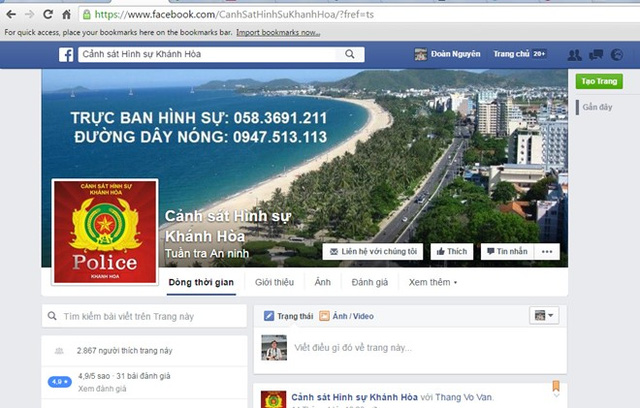 https://www.facebook.com/CanhSatHinhSuKhanhHoa/?fref=ts
For quick access, place your bookmarks here on the bookmarks bar. Import bookmarks now...
f
Cảnh sát Hình sự Khánh Hòa
Đoàn Nguyên
Trang chủ 20+
Tạo Trang
Gần đây
TRỰC BAN HÌNH SỰ: 058.3691.211
ĐƯỜNG DÂY NÓNG: 0947.513.113
CẢNH SÁT HÌNH SỰ
KHÁNH HÒA
Police
KHANH HOA
Cảnh sát Hình sự
Khánh Hòa
Tuần tra An ninh
Liên hệ với chúng tôi
Thích
Tin nhắn
Dòng thời gian
Giới thiệu
Ảnh
Đánh giá
Xem thêm
Tìm kiếm bài viết trên Trang này
Trạng thái
Ảnh / Video
Viết điều gì đó về trang này...
2.867 người thích trang này
4,9
4,9/5 sao · 31 bài đánh giá
Xem đánh giá
Cảnh sát Hình sự Khánh Hòa với Thang Vo Van.